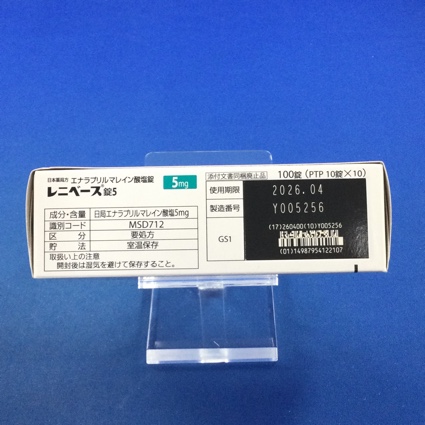 日本薬局方 エナラプリルマレイン酸塩錠
レニベース錠5
5mg
成分・含量 日局エナラプリルマレイン酸塩5mg
識別コード MSD712
区分 要処方
貯法 室温保存
取扱い上の注意
開封後は湿気を避けて保存すること。
添付文書同梱廃止品
100錠（PTP 10錠×10）
使用期限 2026.04
製造番号 Y005256
GS1
(17)260400(10)Y005256
(01)14987954122107